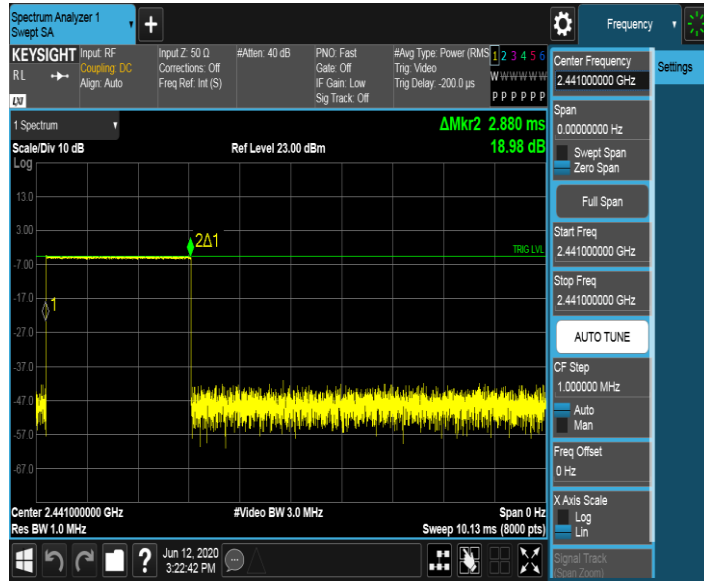 Spectrum Analyzer 1
Swept SA
Frequency
KEYSIGHT
RL
LXI
Input: RF
Coupling: DC
Align: Auto
Input Z: 50 Ω
Corrections: Off
Freq Ref: Int (S)
#Atten: 40 dB
PNO: Fast
Gate: Off
IF Gain: Low
Sig Track: Off
#Avg Type: Power (RMS
Trig: Video
Trig Delay: -200.0 µs
1 2 3 4 5 6
W W W W W W
P P P P P P
1 Spectrum
Scale/Div 10 dB
Log
Ref Level 23.00 dBm
ΔMkr2 2.880 ms
18.98 dB
13.0
3.00
-7.00
-17.0
-27.0
-37.0
-47.0
-57.0
-67.0
2Δ1
1
TRIG LVL
Center 2.441000000 GHz
Res BW 1.0 MHz
#Video BW 3.0 MHz
Span 0 Hz
Sweep 10.13 ms (8000 pts)
Jun 12, 2020
3:22:42 PM
?
Center Frequency
2.441000000 GHz
Settings
Span
0.00000000 Hz
Swept Span
Zero Span
Full Span
Start Freq
2.441000000 GHz
Stop Freq
2.441000000 GHz
AUTO TUNE
CF Step
1.000000 MHz
Auto
Man
Freq Offset
0 Hz
X Axis Scale
Log
Lin
Signal Track
(Span Zoom)